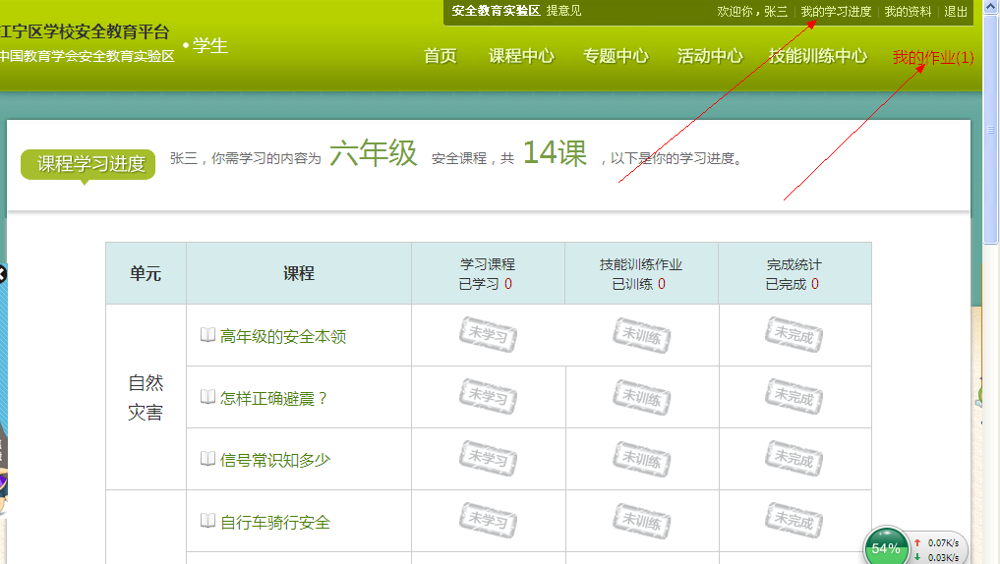 安全教育实验区 提意见
欢迎你，张三 | 我的学习进度 | 我的资料 | 退出
江宁区学校安全教育平台
中国教育学会安全教育实验区
• 学生
首页 课程中心 专题中心 活动中心 技能训练中心 我的作业(1)
课程学习进度
张三，你需学习的内容为 六年级 安全课程，共 14课 ，以下是你的学习进度。
单元 课程 学习课程 技能训练作业 完成统计
已学习 0 已训练 0 已完成 0
高年级的安全本领 未学习 未训练 未完成
自然
灾害
怎样正确避震？ 未学习 未训练 未完成
信号常识知多少 未学习 未训练 未完成
自行车骑行安全 未学习 未训练 未完成
54%
0.07K/s
0.03K/s